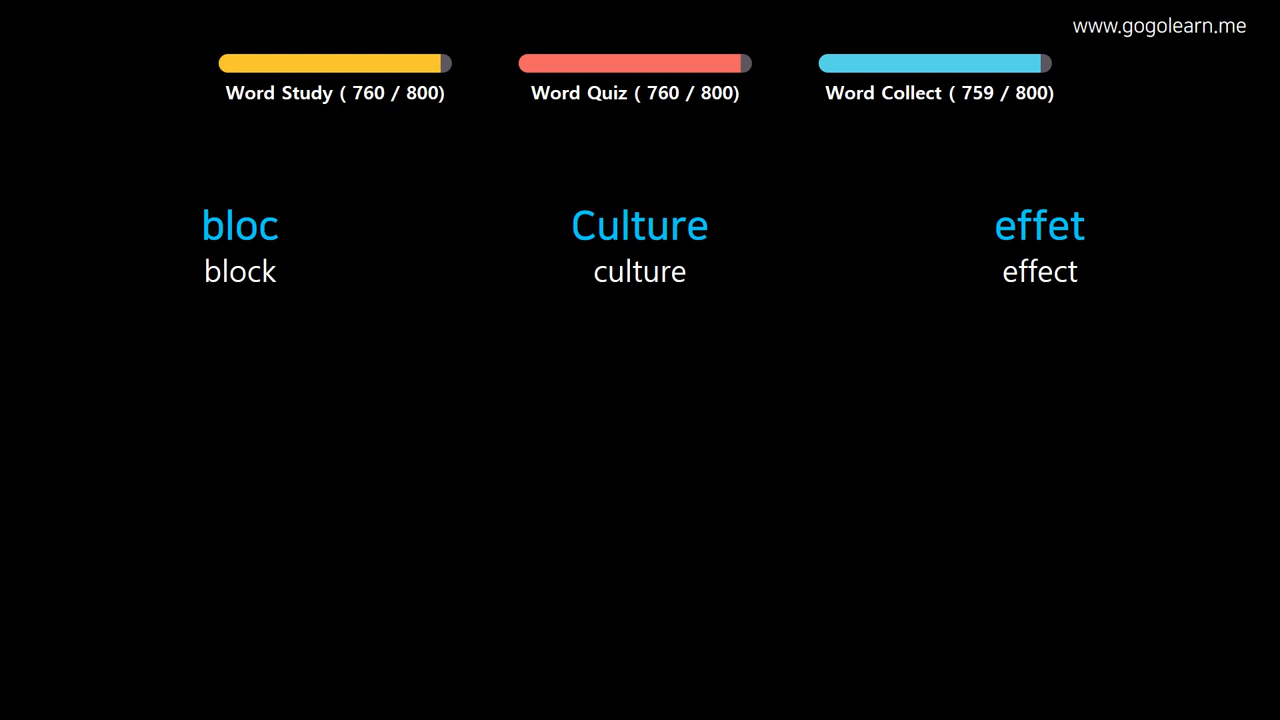 www.gogolearn.me
Word Study ( 760 / 800)
Word Quiz ( 760 / 800)
Word Collect ( 759 / 800)
bloc
block
Culture
culture
effet
effect